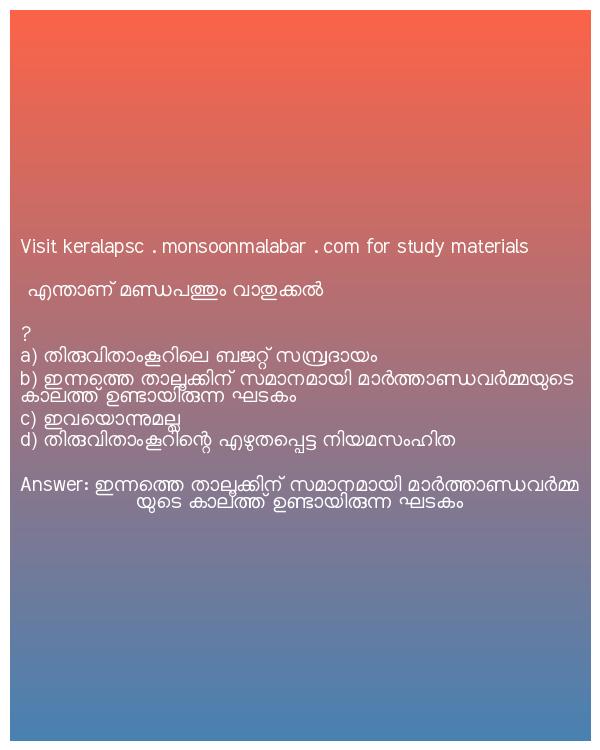 Visit keralapsc . monsoonmalabar . com for study materials
എന്താണ് മണ്ഡപത്തും വാതുക്കൽ
?
a) തിരുവിതാംകൂറിലെ ബജറ്റ് സമ്പ്രദായം
b) ഇന്നത്തെ താലൂക്കിന് സമാനമായി മാർത്താണ്ഡവർമ്മയുടെ
കാലത്ത് ഉണ്ടായിരുന്ന ഘടകം
c) ഇവയൊന്നുമല്ല
d) തിരുവിതാംകൂറിന്റെ എഴുതപ്പെട്ട നിയമസംഹിത
Answer: ഇന്നത്തെ താലൂക്കിന് സമാനമായി മാർത്താണ്ഡവർമ്മ
യുടെ കാലത്ത് ഉണ്ടായിരുന്ന ഘടകം